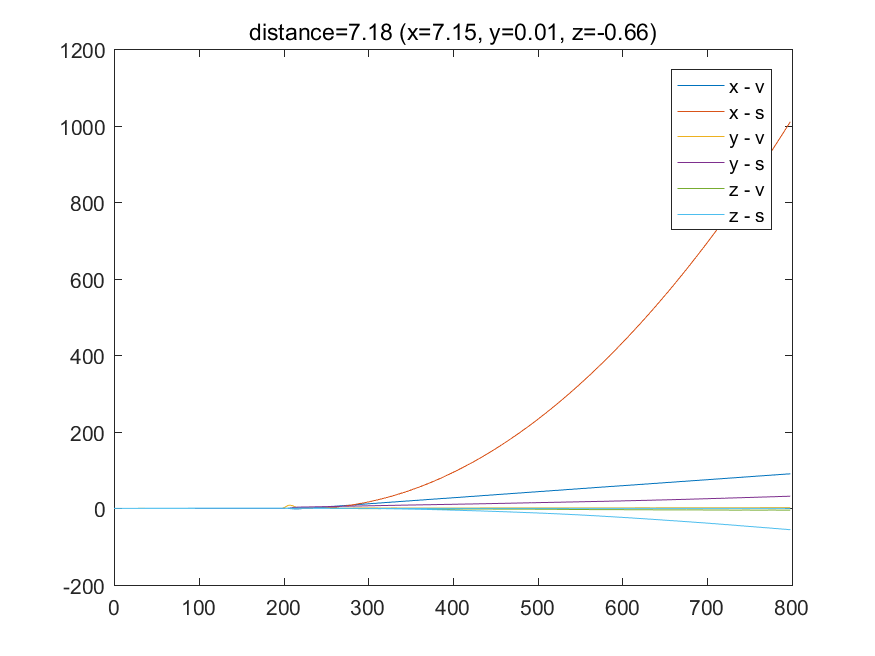 distance=7.18 (x=7.15, y=0.01, z=-0.66)
1200
1000
800
600
400
200
0
-200
x - v
x - s
y - v
y - s
z - v
z - s
0 100 200 300 400 500 600 700 800